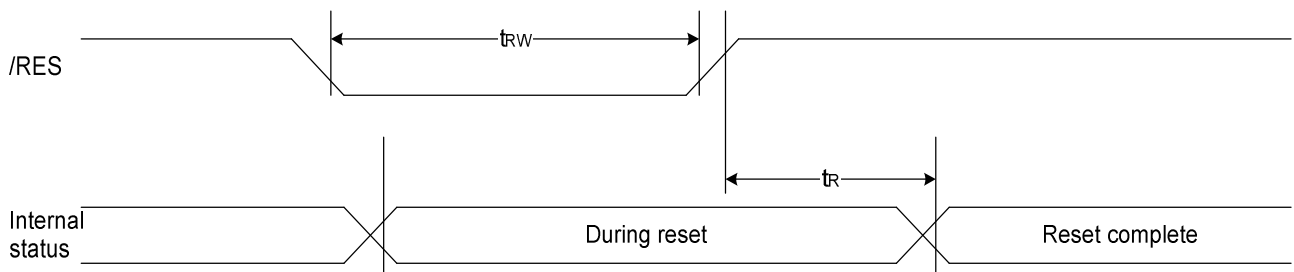 tRW
/RES
tR
Internal
status
During reset
Reset complete